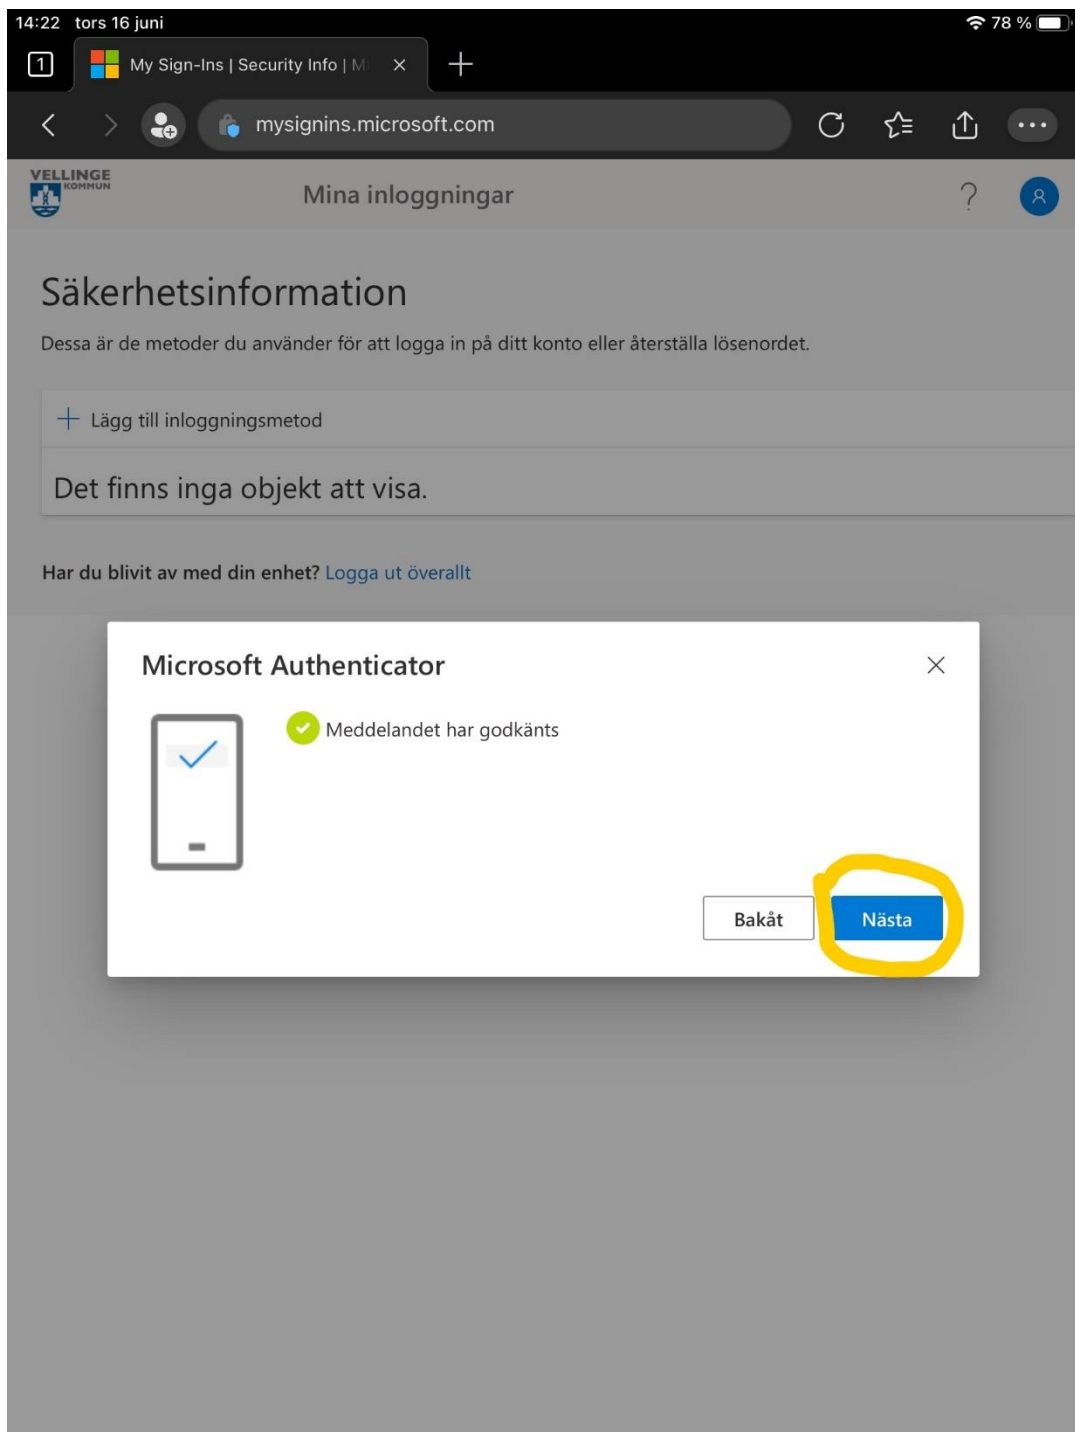 14:22 tors 16 juni 78 %
1 My Sign-Ins | Security Info | M
mysignins.microsoft.com
VELLINGE
KOMMUN
Mina inloggningar
Säkerhetsinformation
Dessa är de metoder du använder för att logga in på ditt konto eller återställa lösenordet.
Lägg till inloggningsmetod
Det finns inga objekt att visa.
Har du blivit av med din enhet? Logga ut överallt
Microsoft Authenticator
Meddelandet har godkänts
Bakåt Nästa